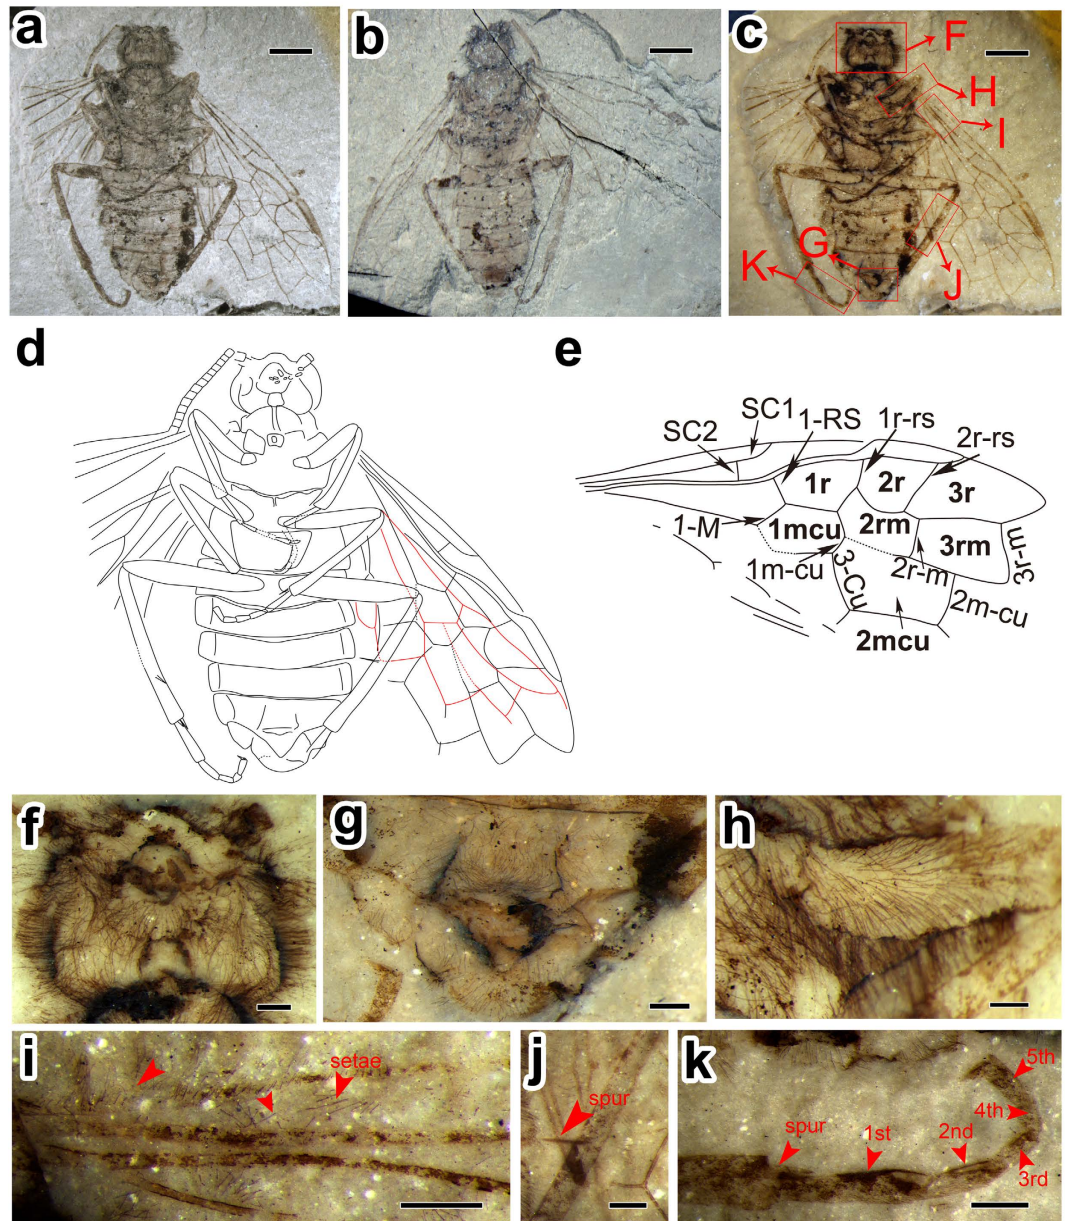 a
b
c
F
H
I
G
K
J
d
e
SC1
1-RS
1r-rs
SC2
2r-rs
1r
2r
3r
1-M
1mcu
2rm
3rm
3r-m
1m-cu
3-Cu
2r-m
2m-cu
2mcu
f
g
h
i
setae
j
spur
k
5th
4th
spur
1st
2nd
3rd